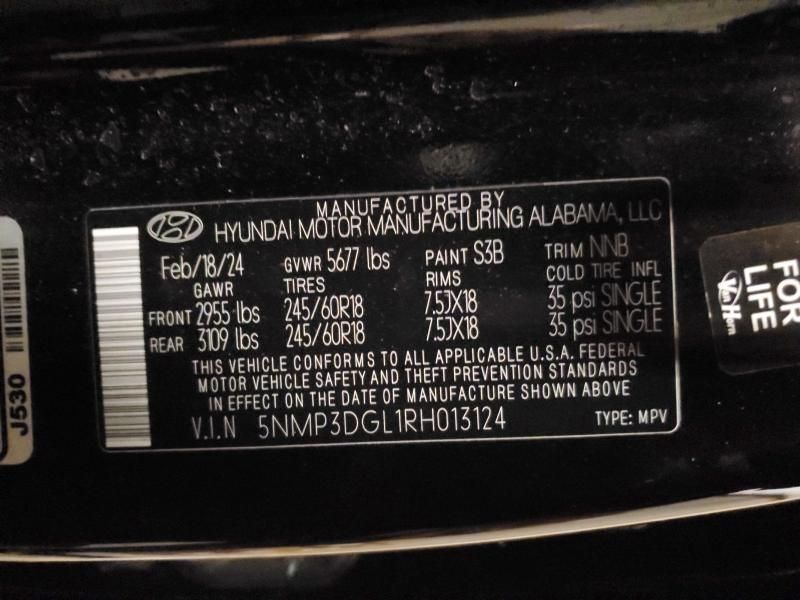 MANUFACTURED BY
HYUNDAI MOTOR MANUFACTURING ALABAMA, LLC
Feb/18/24 GVWR 5677 lbs PAINT S3B TRIM NNB
GAWR TIRES RIMS COLD TIRE INFL
FRONT 2955 lbs 245/60R18 7.5JX18 35 psi SINGLE
REAR 3109 lbs 245/60R18 7.5JX18 35 psi SINGLE
THIS VEHICLE CONFORMS TO ALL APPLICABLE U.S.A. FEDERAL
MOTOR VEHICLE SAFETY AND THEFT PREVENTION STANDARDS
IN EFFECT ON THE DATE OF MANUFACTURE SHOWN ABOVE
V.I.N 5NMP3DGL1RH013124 TYPE: MPV
J530
FOR
LIFE
Van Horn